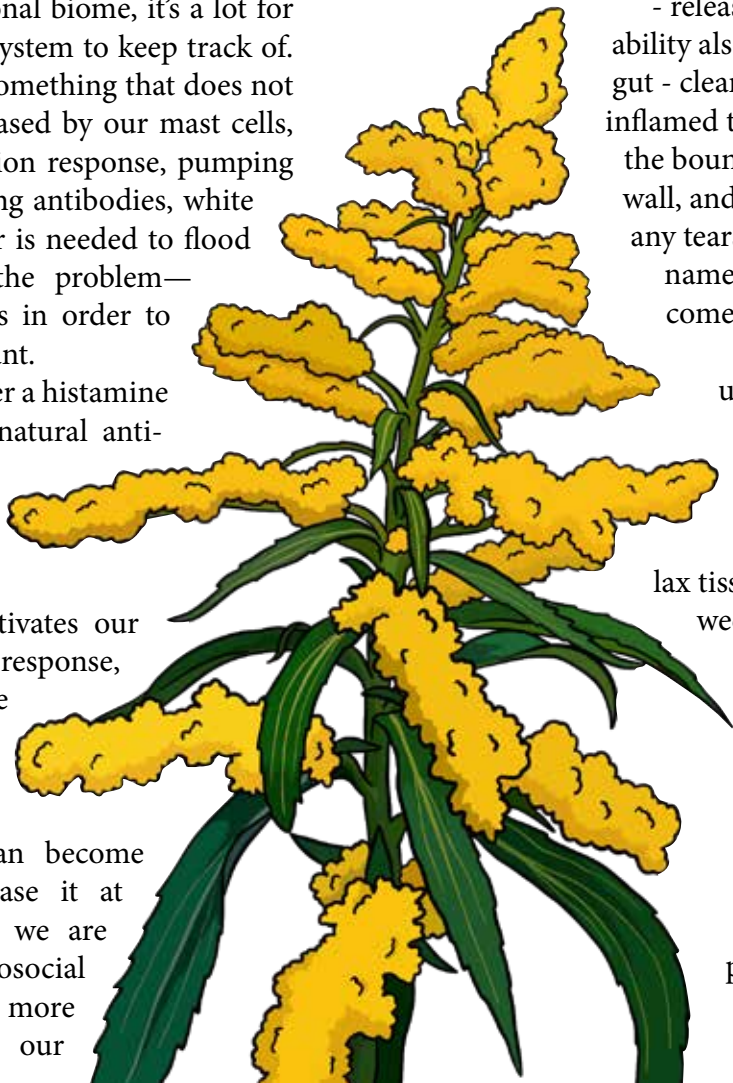 onal biome, it's a lot for
ystem to keep track of.
omething that does not
ased by our mast cells,
ion response, pumping
ng antibodies, white
r is needed to flood
the problem—
s in order to
nt.
er a histamine
natural anti-
tivates our
response,
e
an become
ase it at
we are
osocial
more
our
- releas
ability als
gut - clear
inflamed t
the boun
wall, and
any tear
name
come
u
lax tiss
we
p